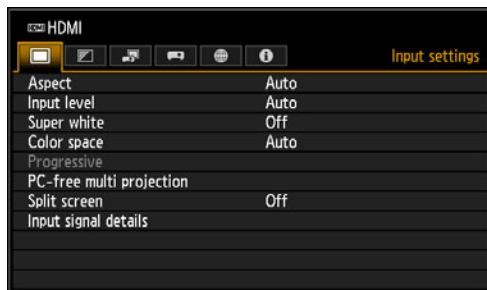 HDMI HDMI
Input settings
Aspect Auto
Input level Auto
Super white Off
Color space Auto
Progressive
PC-free multi projection
Split screen Off
Input signal details